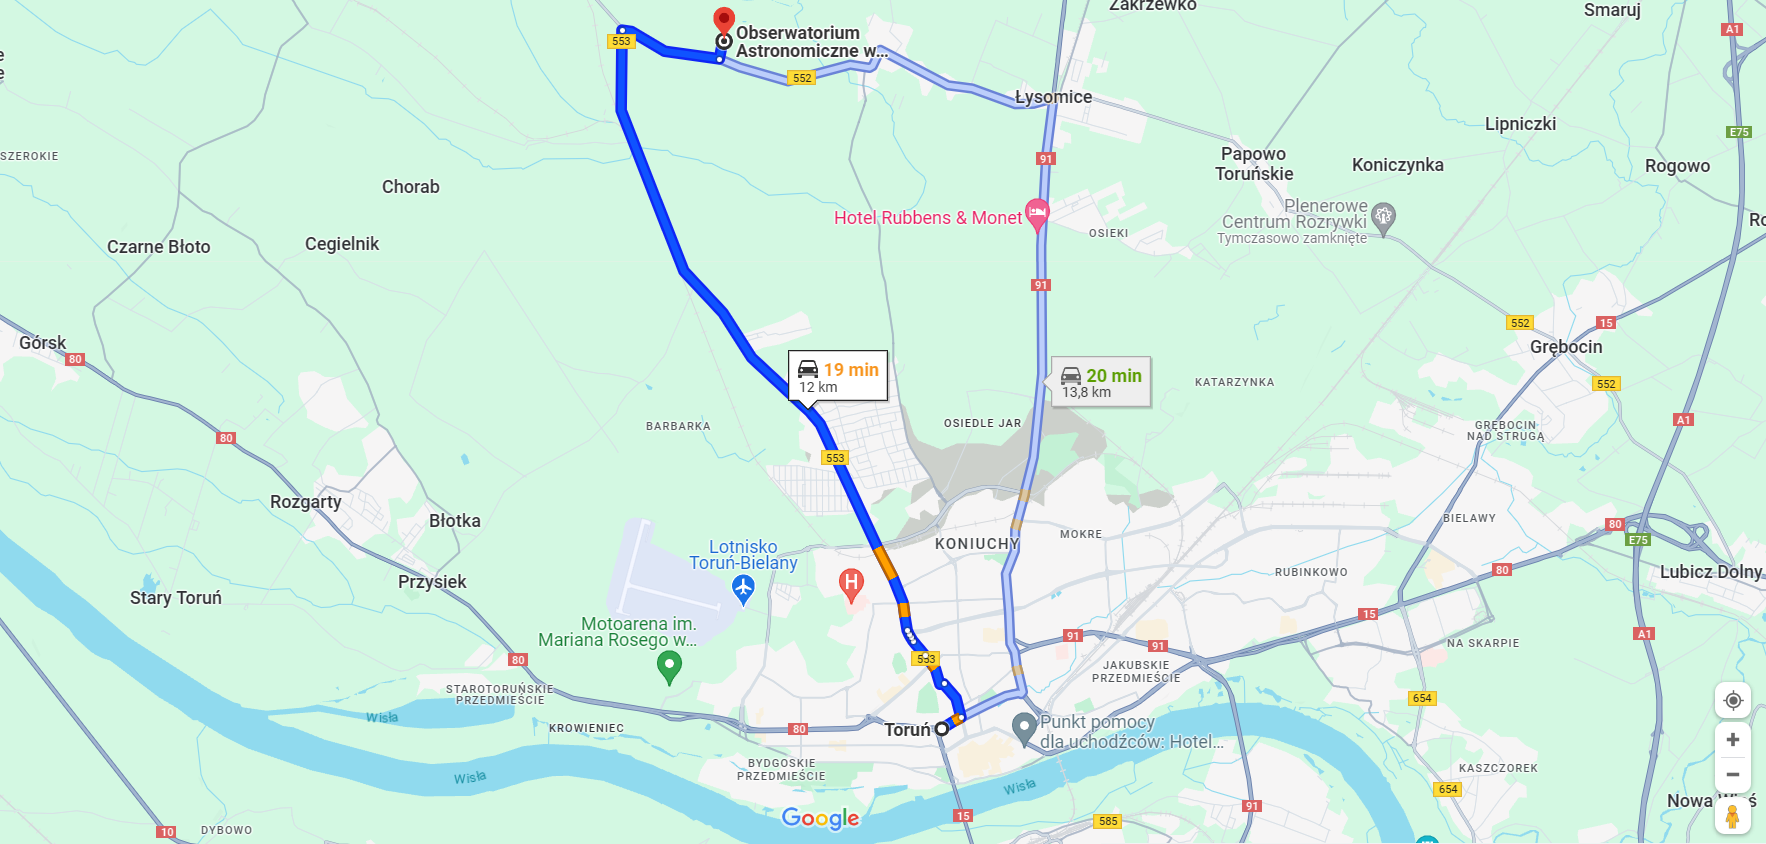 Zakrzewko
Smaruj
A1
553
Obserwatorium
Astronomiczne w...
552
Łysomice
Lipniczki
E75
SZEROKIE
91
Papowo
Toruńskie
Koniczynka
Rogowo
Chorab
Hotel Rubbens & Monet
Plenerowe
Centrum Rozrywki
Tymczasowo zamknięte
OSIEKI
Czarne Błoto
Cegielnik
91
552
15
Górsk
80
Grębocin
19 min
12 km
20 min
13,8 km
KATARZYNKA
552
BARBARKA
OSIEDLE JAR
A1
GRĘBOCIN
NAD STRUGĄ
80
553
Rozgarty
Błotka
BIELAWY
80
E75
KONIUCHY
MOKRE
Lotnisko
Toruń-Bielany
H
Przysiek
RUBINKOWO
80
Lubicz Dolny
Stary Toruń
15
Motoarena im.
Mariana Rosego w...
91
91
A1
NA SKARPIE
80
553
JAKUBSKIE
PRZEDMIEŚCIE
STAROTORUŃSKIE
PRZEDMIEŚCIE
654
Wisła
KROWIENIEC
80
Toruń
Punkt pomocy
dla uchodźców: Hotel...
BYDGOSKIE
PRZEDMIEŚCIE
Wisła
Wisła
KASZCZOREK
654
91
15
585
Google
10
DYBOWO